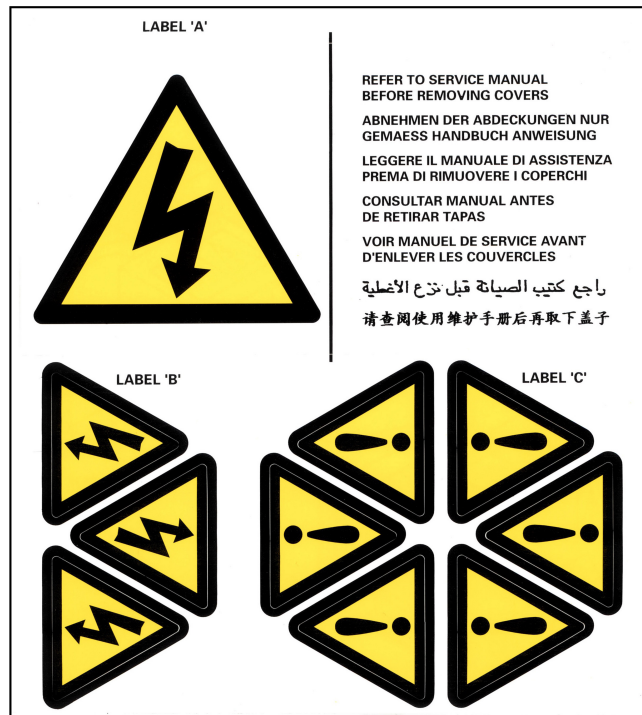 LABEL 'A'
REFER TO SERVICE MANUAL
BEFORE REMOVING COVERS
ABNEHMEN DER ABDECKUNGEN NUR
GEMAESS HANDBUCH ANWEISUNG
LEGGERE IL MANUALE DI ASSISTENZA
PREMA DI RIMUOVERE I COPERCHI
CONSULTAR MANUAL ANTES
DE RETIRAR TAPAS
VOIR MANUEL DE SERVICE AVANT
D'ENLEVER LES COUVERCLES
راجع كتيب الصيانة قبل نزع الأغطية
请查阅使用维护手册后再取下盖子
LABEL 'B'
LABEL 'C'